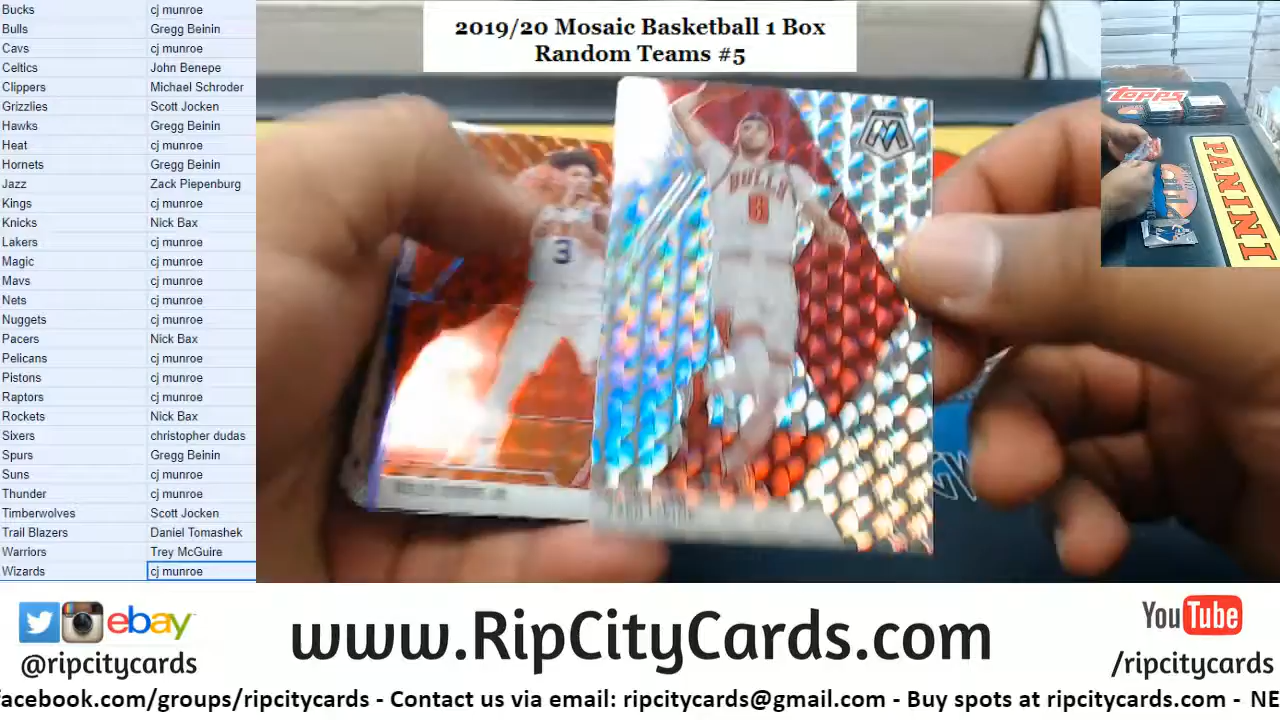 2019/20 Mosaic Basketball 1 Box
Random Teams #5
Bucks cj munroe
Bulls Gregg Beinin
Cavs cj munroe
Celtics John Benepe
Clippers Michael Schroder
Grizzlies Scott Jocken
Hawks Gregg Beinin
Heat cj munroe
Hornets Gregg Beinin
Jazz Zack Piepenburg
Kings cj munroe
Knicks Nick Bax
Lakers cj munroe
Magic cj munroe
Mavs cj munroe
Nets cj munroe
Nuggets cj munroe
Pacers Nick Bax
Pelicans cj munroe
Pistons cj munroe
Raptors cj munroe
Rockets Nick Bax
Sixers christopher dudas
Spurs Gregg Beinin
Suns cj munroe
Thunder cj munroe
Timberwolves Scott Jocken
Trail Blazers Daniel Tomashek
Warriors Trey McGuire
Wizards cj munroe
M
BULLS
8
3
Topps
PANINI
ebay
@ripcitycards
www.RipCityCards.com
YouTube
/ripcitycards
facebook.com/groups/ripcitycards - Contact us via email: ripcitycards@gmail.com - Buy spots at ripcitycards.com - NE